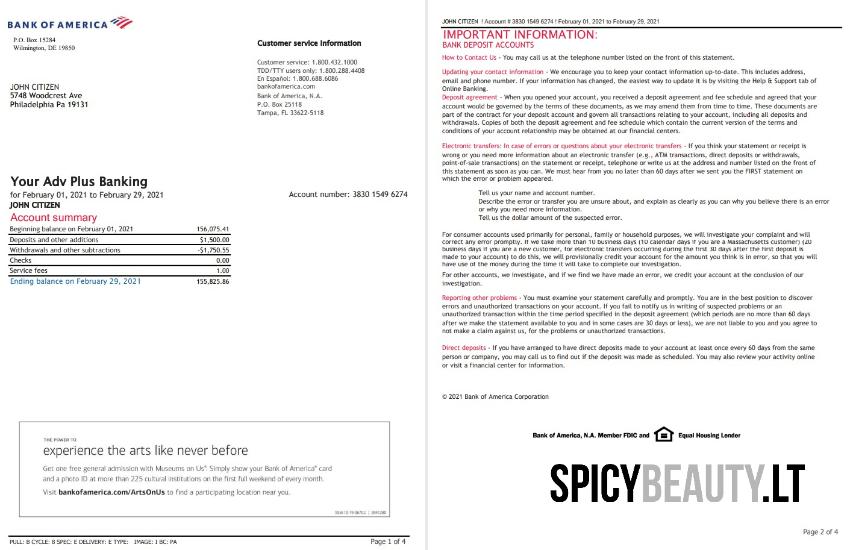 BANK OF AMERICA
P.O. Box 15284
Wilmington, DE 19850
Customer service information
Customer service: 1.800.432.1000
TDD/TTY users only: 1.800.288.4408
En Español: 1.800.688.6086
bankofamerica.com
Bank of America, N.A.
P.O. Box 25118
Tampa, FL 33622-5118
JOHN CITIZEN
5748 Woodcrest Ave
Philadelphia Pa 19131
Your Adv Plus Banking
for February 01, 2021 to February 29, 2021
Account number: 3830 1549 6274
JOHN CITIZEN
Account summary
Beginning balance on February 01, 2021 156,075.41
Deposits and other additions $1,500.00
Withdrawals and other subtractions -$1,750.55
Checks 0.00
Service fees 1.00
Ending balance on February 29, 2021 155,825.86
THE POWER TO
experience the arts like never before
Get one free general admission with Museums on Us® Simply show your Bank of America® card
and a photo ID at more than 225 cultural institutions on the first full weekend of every month.
Visit bankofamerica.com/ArtsOnUs to find a participating location near you.
PULL: B CYCLE: 8 SPEC: E DELIVERY: E TYPE: IMAGE: I BC: PA
Page 1 of 4
JOHN CITIZEN ! Account # 3830 1549 6274 ! February 01, 2021 to February 29, 2021
IMPORTANT INFORMATION:
BANK DEPOSIT ACCOUNTS
How to Contact Us - You may call us at the telephone number listed on the front of this statement.
Updating your contact information - We encourage you to keep your contact information up-to-date. This includes address,
email and phone number. If your information has changed, the easiest way to update it is by visiting the Help & Support tab of
Online Banking.
Deposit agreement - When you opened your account, you received a deposit agreement and fee schedule and agreed that your
account would be governed by the terms of these documents, as we may amend them from time to time. These documents are
part of the contract for your deposit account and govern all transactions relating to your account, including all deposits and
withdrawals. Copies of both the deposit agreement and fee schedule which contain the current version of the terms and
conditions of your account relationship may be obtained at our financial centers.
Electronic transfers: In case of errors or questions about your electronic transfers - If you think your statement or receipt is
wrong or you need more information about an electronic transfer (e.g., ATM transactions, direct deposits or withdrawals,
point-of-sale transactions) on the statement or receipt, telephone or write us at the address and number listed on the front of
this statement as soon as you can. We must hear from you no later than 60 days after we sent you the FIRST statement on
which the error or problem appeared.
Tell us your name and account number.
Describe the error or transfer you are unsure about, and explain as clearly as you can why you believe there is an error
or why you need more information.
Tell us the dollar amount of the suspected error.
For consumer accounts used primarily for personal, family or household purposes, we will investigate your complaint and will
correct any error promptly. If we take more than 10 business days (10 calendar days if you are a Massachusetts customer) (20
business days if you are a new customer, for electronic transfers occurring during the first 30 days after the first deposit is
made to your account) to do this, we will provisionally credit your account for the amount you think is in error, so that you will
have use of the money during the time it will take to complete our investigation.
For other accounts, we investigate, and if we find we have made an error, we credit your account at the conclusion of our
investigation.
Reporting other problems - You must examine your statement carefully and promptly. You are in the best position to discover
errors and unauthorized transactions on your account. If you fail to notify us in writing of suspected problems or an
unauthorized transaction within the time period specified in the deposit agreement (which periods are no more than 60 days
after we make the statement available to you and in some cases are 30 days or less), we are not liable to you and you agree to
not make a claim against us, for the problems or unauthorized transactions.
Direct deposits - If you have arranged to have direct deposits made to your account at least once every 60 days from the same
person or company, you may call us to find out if the deposit was made as scheduled. You may also review your activity online
or visit a financial center for information.
© 2021 Bank of America Corporation
Bank of America, N.A. Member FDIC and Equal Housing Lender
SPICYBEAUTY.LT
Page 2 of 4